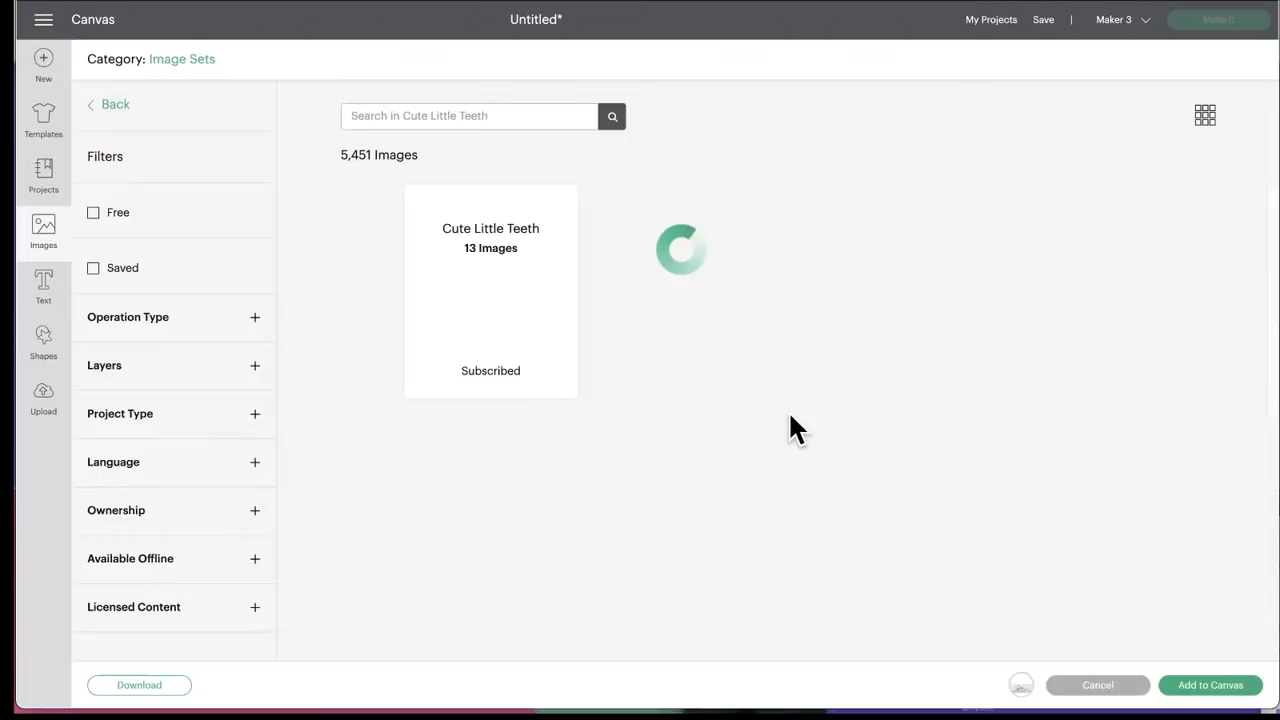 Canvas
Untitled*
My Projects
Save
|
Maker 3
Make It
New
Templates
Projects
Images
Text
Shapes
Upload
Category: Image Sets
Back
Filters
Free
Saved
Operation Type
Layers
Project Type
Language
Ownership
Available Offline
Licensed Content
Search in Cute Little Teeth
5,451 Images
Cute Little Teeth
13 Images
Subscribed
Download
Cancel
Add to Canvas